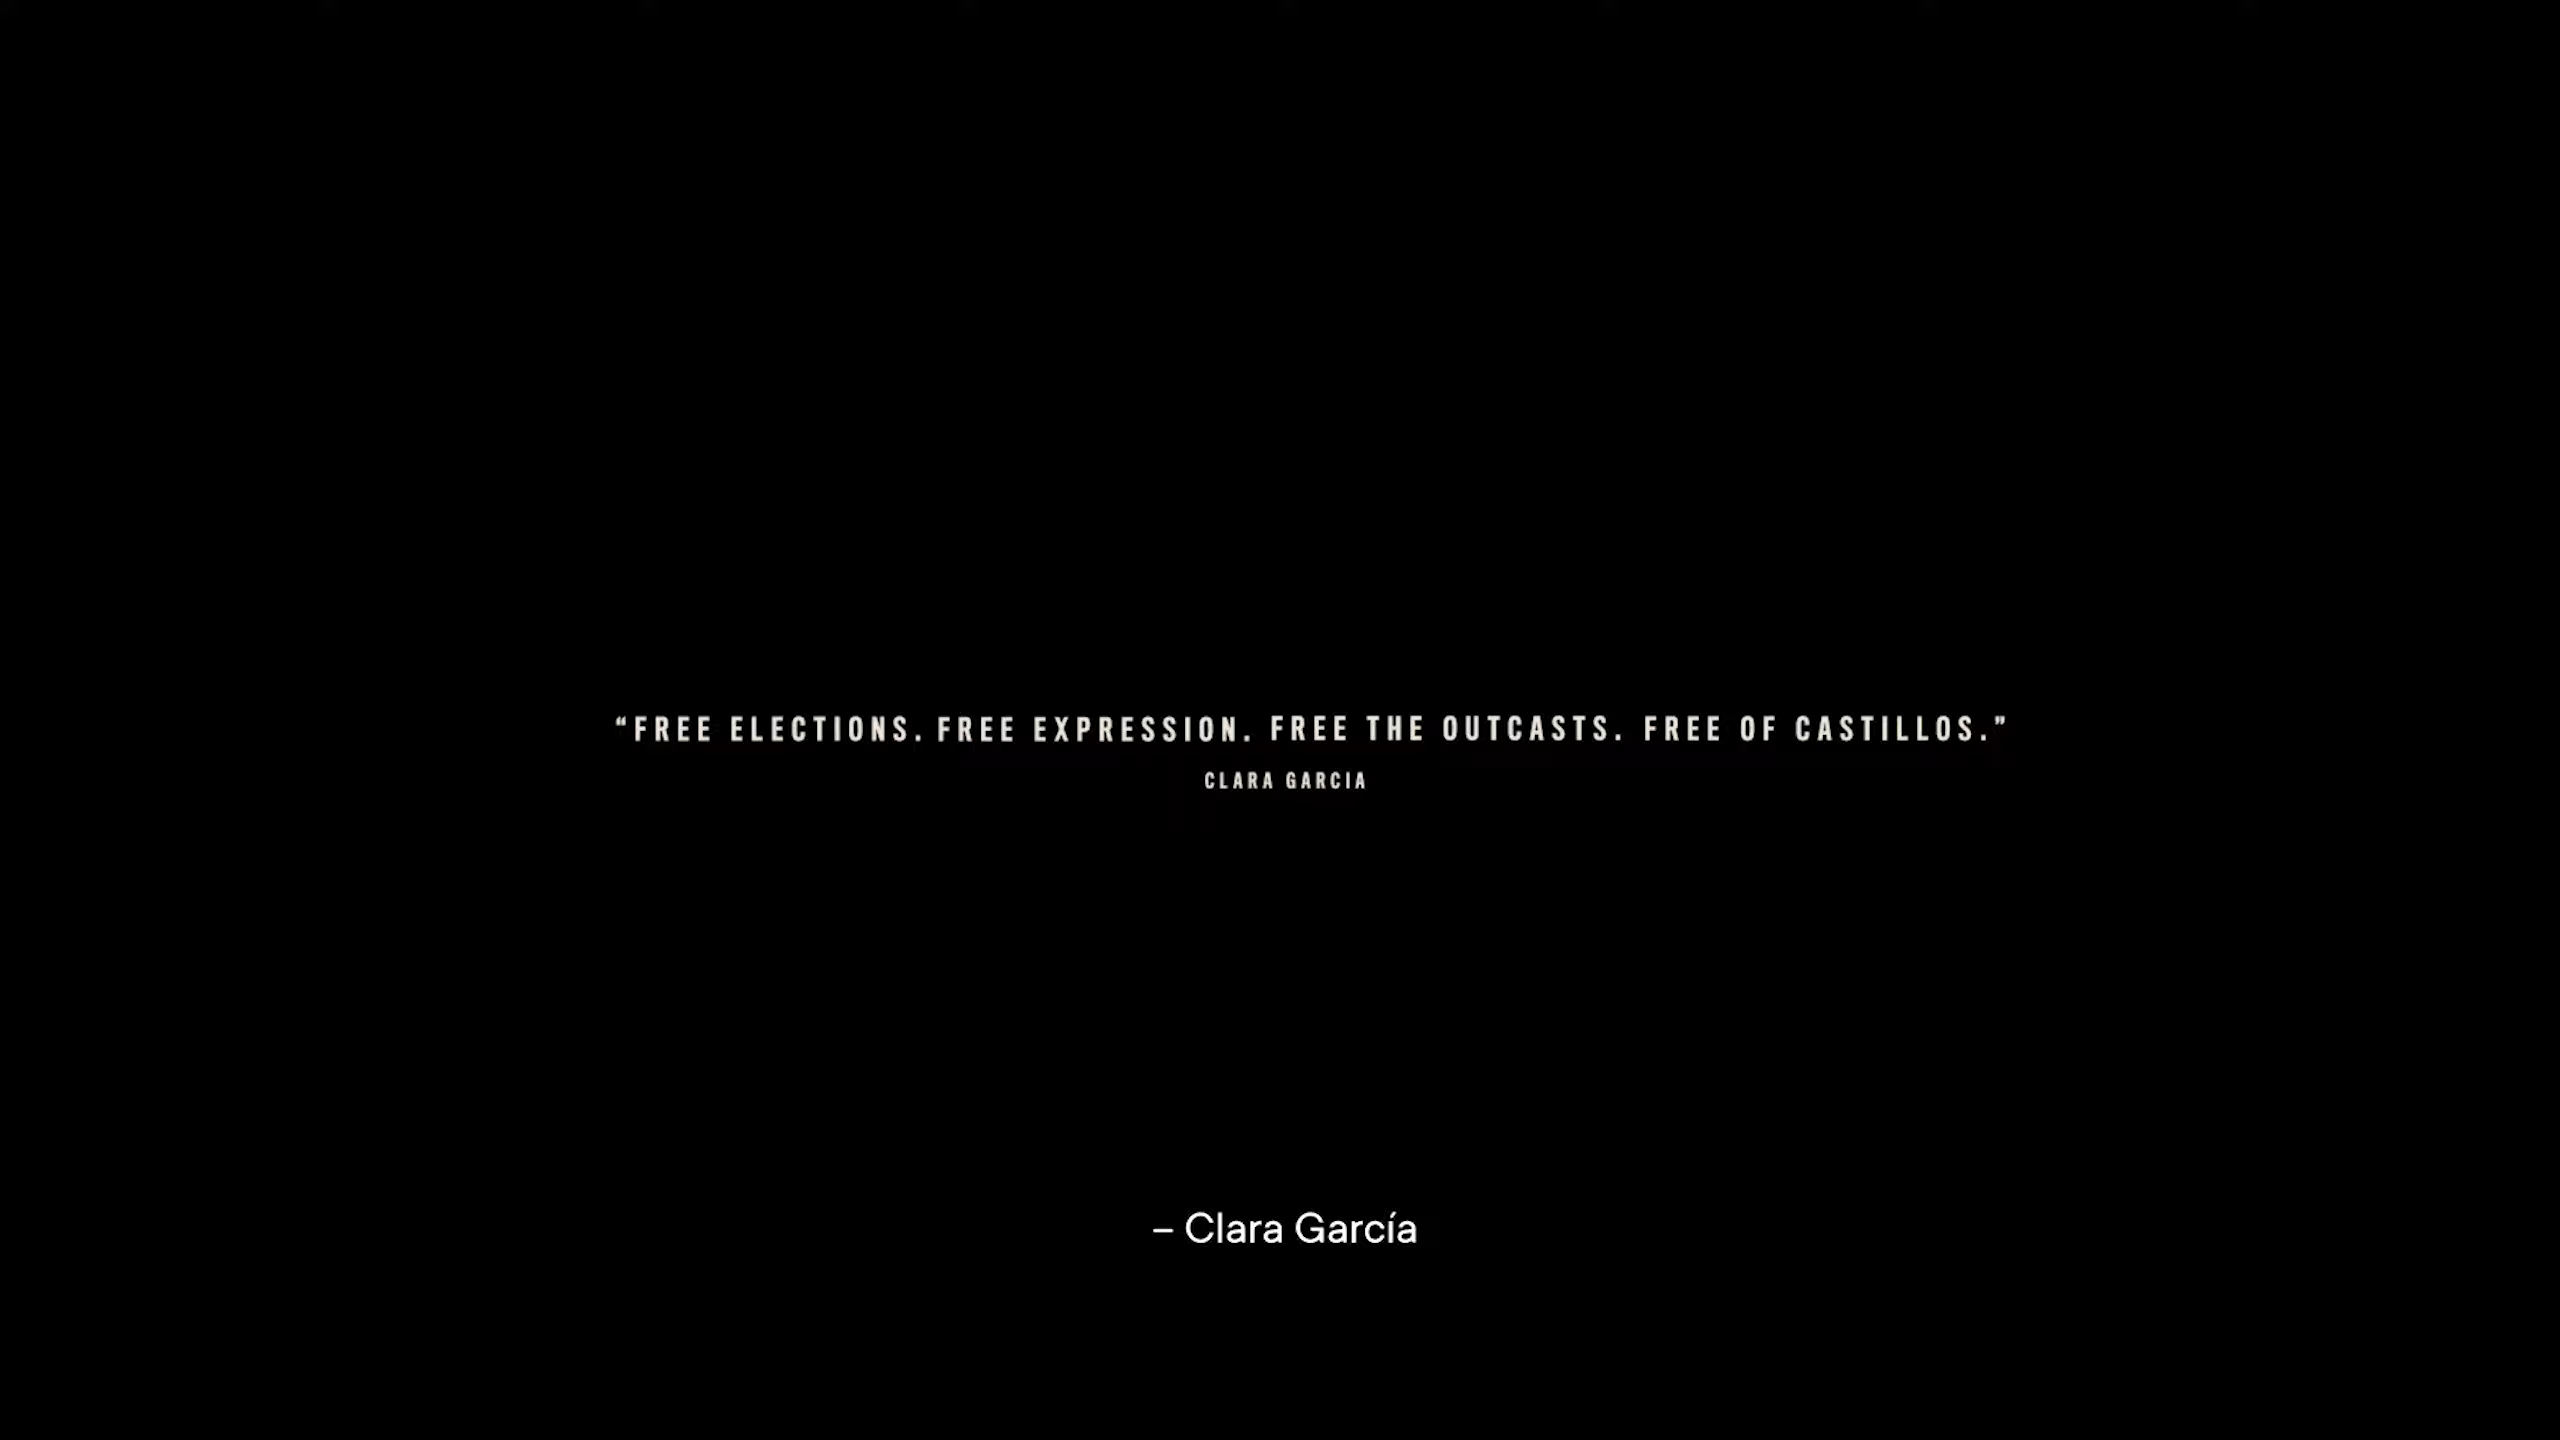 “FREE ELECTIONS. FREE EXPRESSION. FREE THE OUTCASTS. FREE OF CASTILLOS.”
CLARA GARCIA
– Clara García